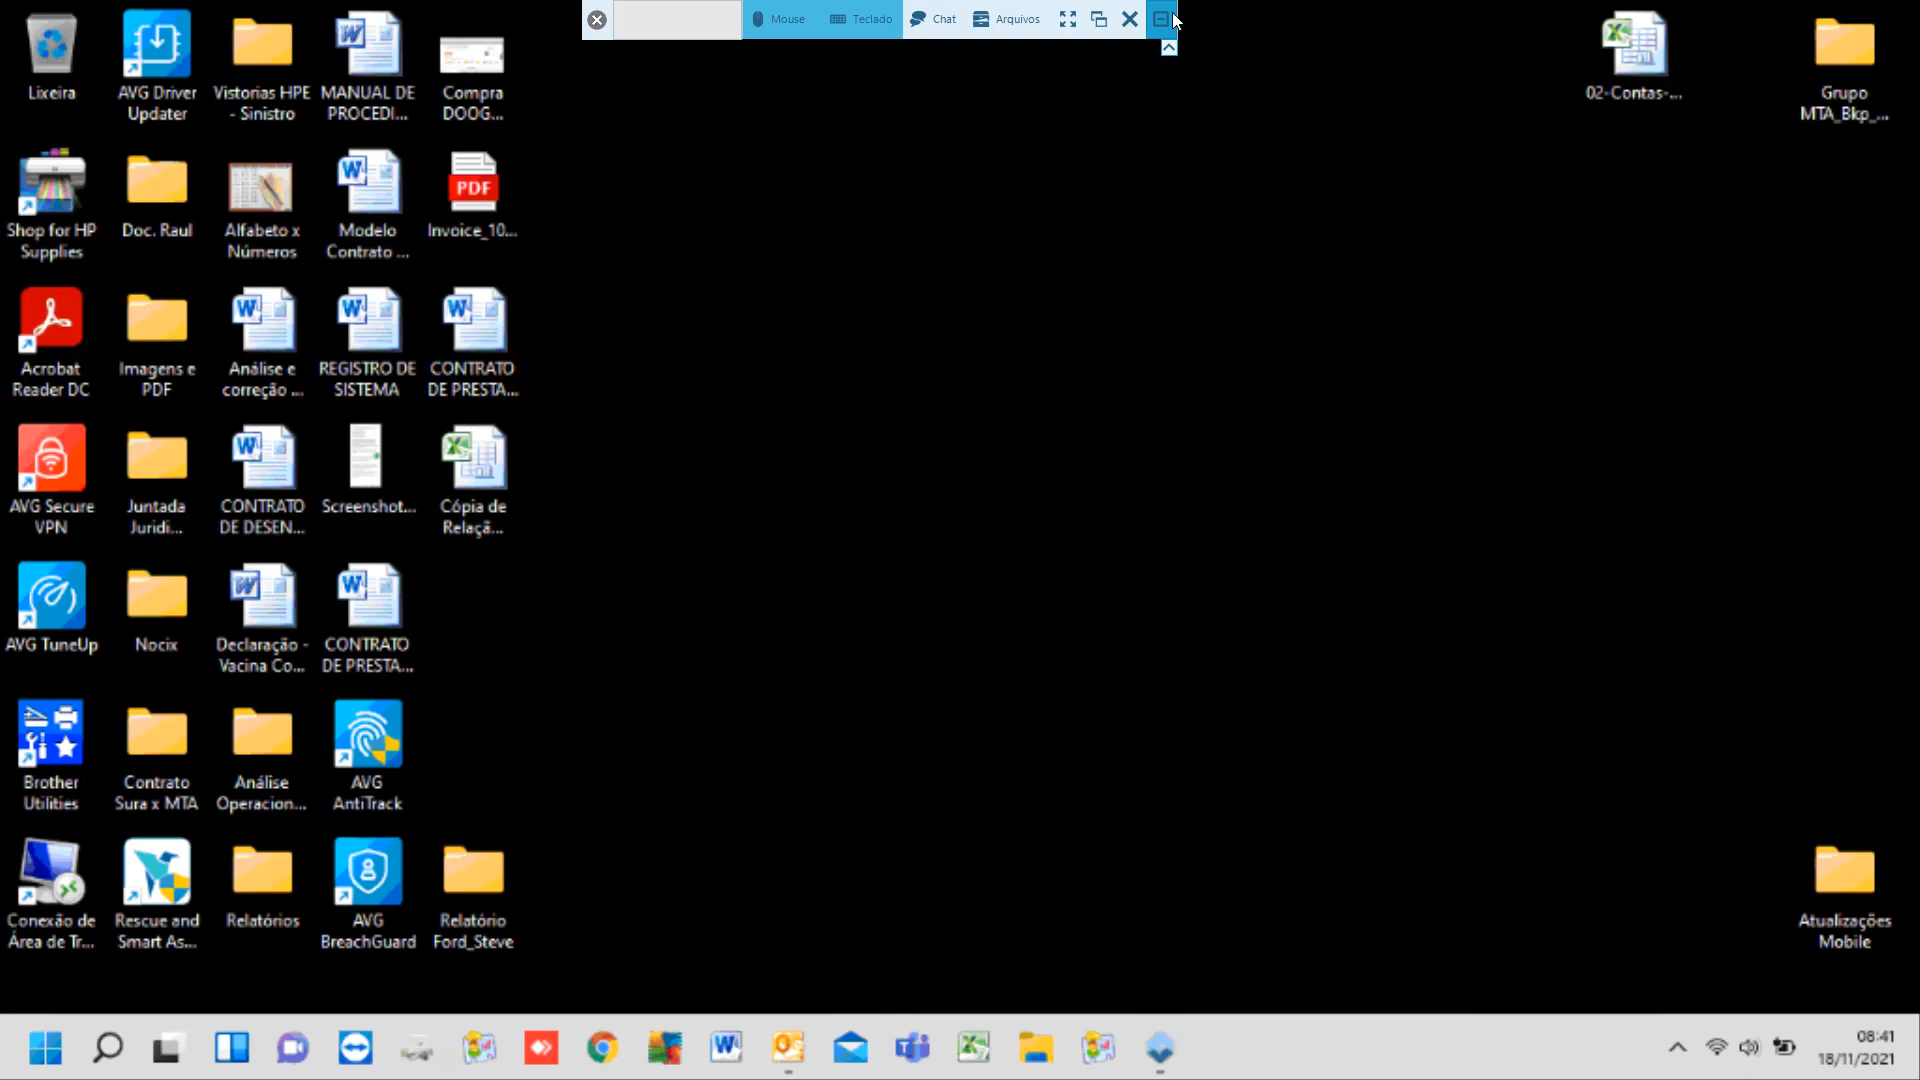 Mouse Teclado Chat Arquivos
Lixeira
AVG Driver
Updater
Vistorias HPE
- Sinistro
MANUAL DE
PROCEDI...
Compra
DOOG...
02-Contas-...
Grupo
MTA_Bkp_...
Shop for HP
Supplies
Doc. Raul
Alfabeto x
Números
Modelo
Contrato ...
PDF
Invoice_10...
Acrobat
Reader DC
Imagens e
PDF
Análise e
correção ...
REGISTRO DE
SISTEMA
CONTRATO
DE PRESTA...
AVG Secure
VPN
Juntada
Juridi...
CONTRATO
DE DESEN...
Screenshot...
Cópia de
Relaçã...
AVG TuneUp
Nocix
Declaração -
Vacina Co...
CONTRATO
DE PRESTA...
Brother
Utilities
Contrato
Sura x MTA
Análise
Operacion...
AVG
AntiTrack
Conexão de
Área de Tr...
Rescue and
Smart As...
Relatórios
AVG
BreachGuard
Relatório
Ford_Steve
Atualizações
Mobile
08:41
18/11/2021